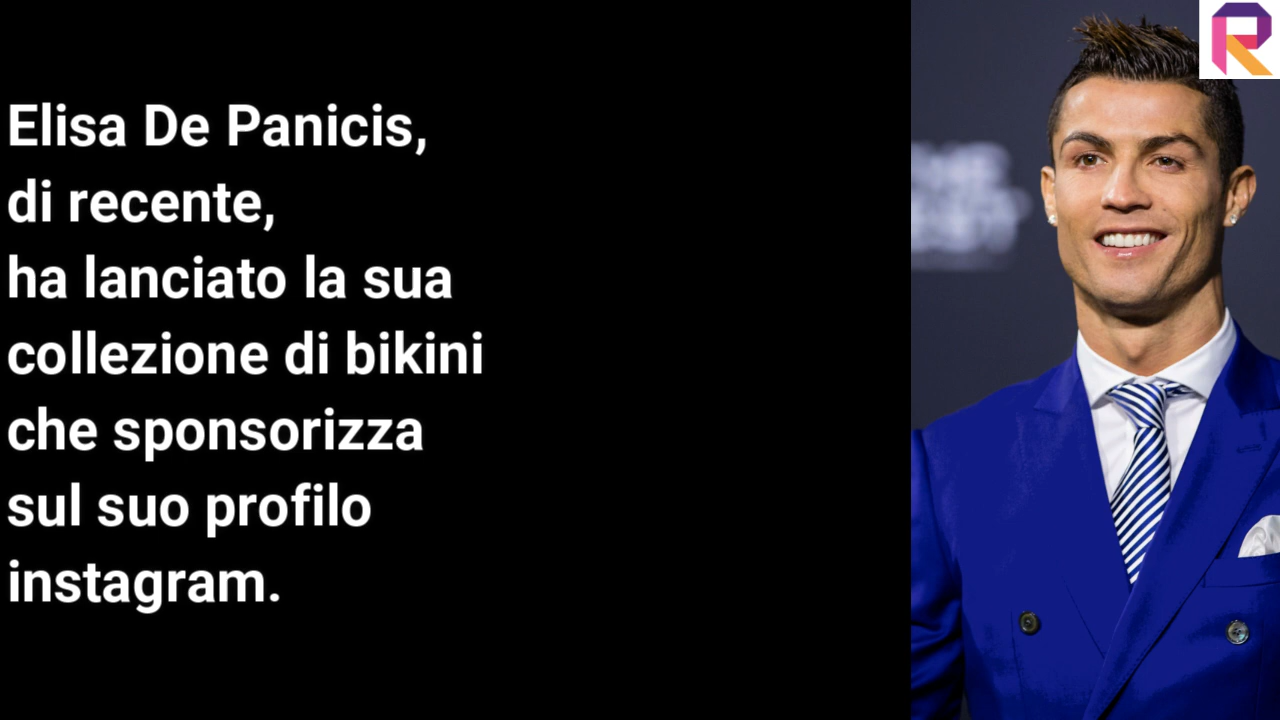 Elisa De Panicis,
di recente,
ha lanciato la sua
collezione di bikini
che sponsorizza
sul suo profilo
instagram.
R